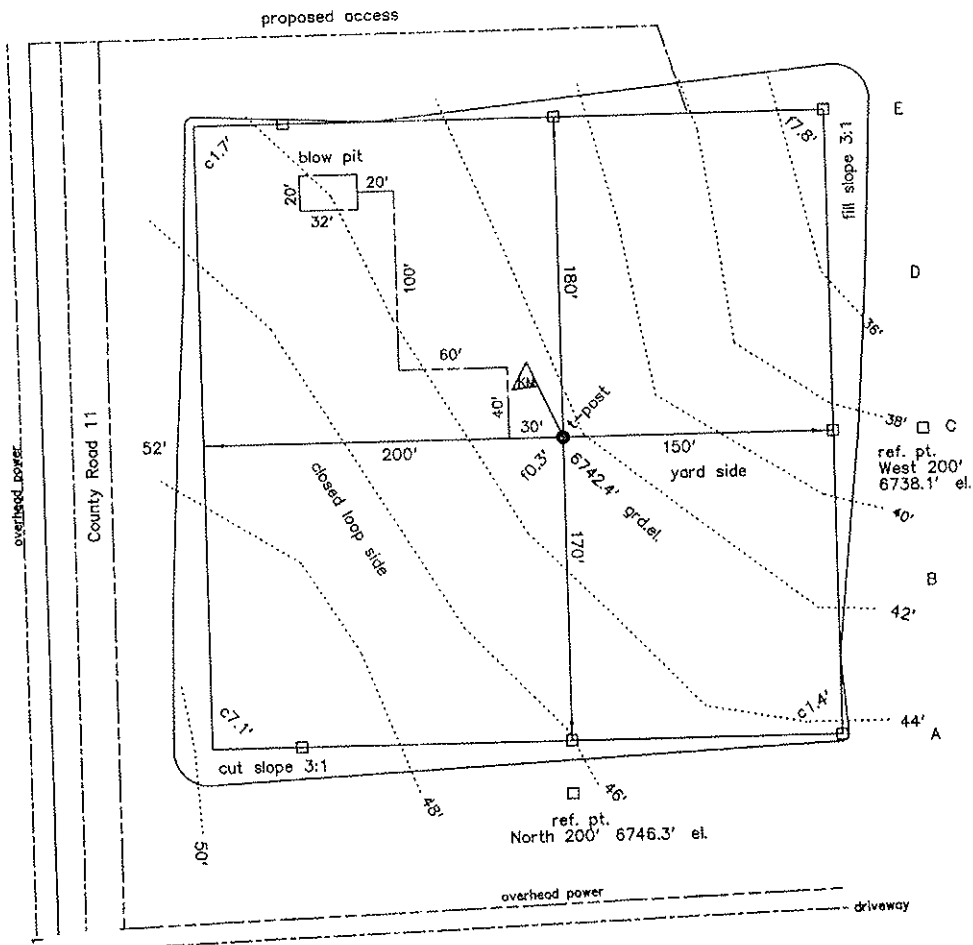 proposed access
E
c1.7'
f7.8'
blow pit
20'
20'
32'
fill slope 3:1
D
100'
180'
36'
60'
KN
40'
t-post
38'
C
30'
52'
200'
150'
ref. pt.
West 200'
6738.1' el.
f0.3'
6742.4' grd.el.
yard side
closed loop side
40'
overhead power
County Road 11
170'
B
42'
c7.1'
c1.4'
44'
A
cut slope 3:1
48'
46'
ref. pt.
North 200' 6746.3' el.
50'
overhead power
driveway